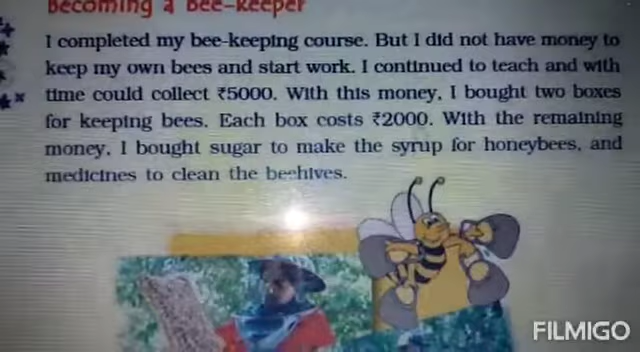 Becoming a Bee-keeper
I completed my bee-keeping course. But I did not have money to
keep my own bees and start work. I continued to teach and with
time could collect ₹5000. With this money, I bought two boxes
for keeping bees. Each box costs ₹2000. With the remaining
money, I bought sugar to make the syrup for honeybees, and
medicines to clean the beehives.
FILMIGO